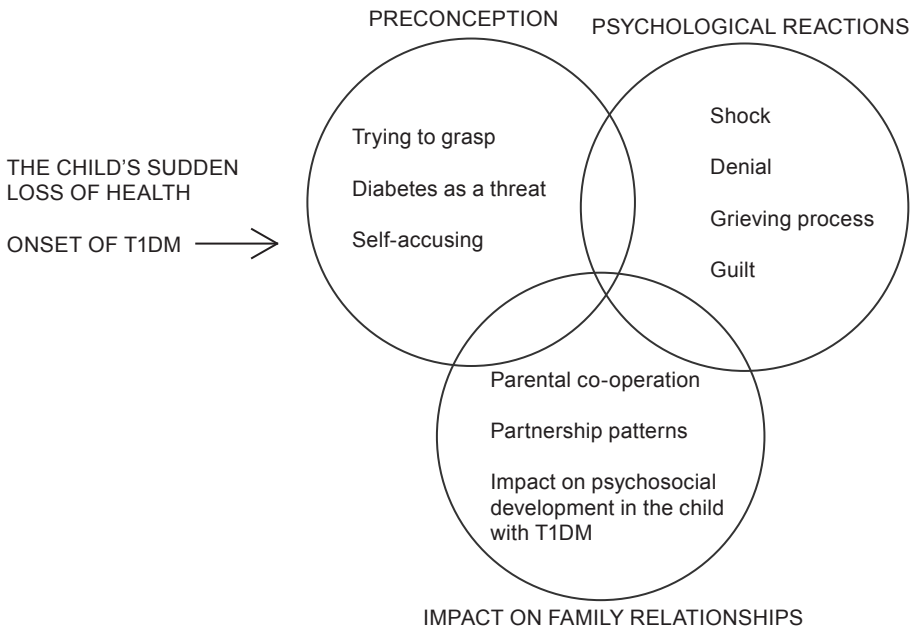 PRECONCEPTION
PSYCHOLOGICAL REACTIONS
THE CHILD'S SUDDEN
LOSS OF HEALTH
ONSET OF T1DM
Trying to grasp
Diabetes as a threat
Self-accusing
Shock
Denial
Grieving process
Guilt
Parental co-operation
Partnership patterns
Impact on psychosocial
development in the child
with T1DM
IMPACT ON FAMILY RELATIONSHIPS